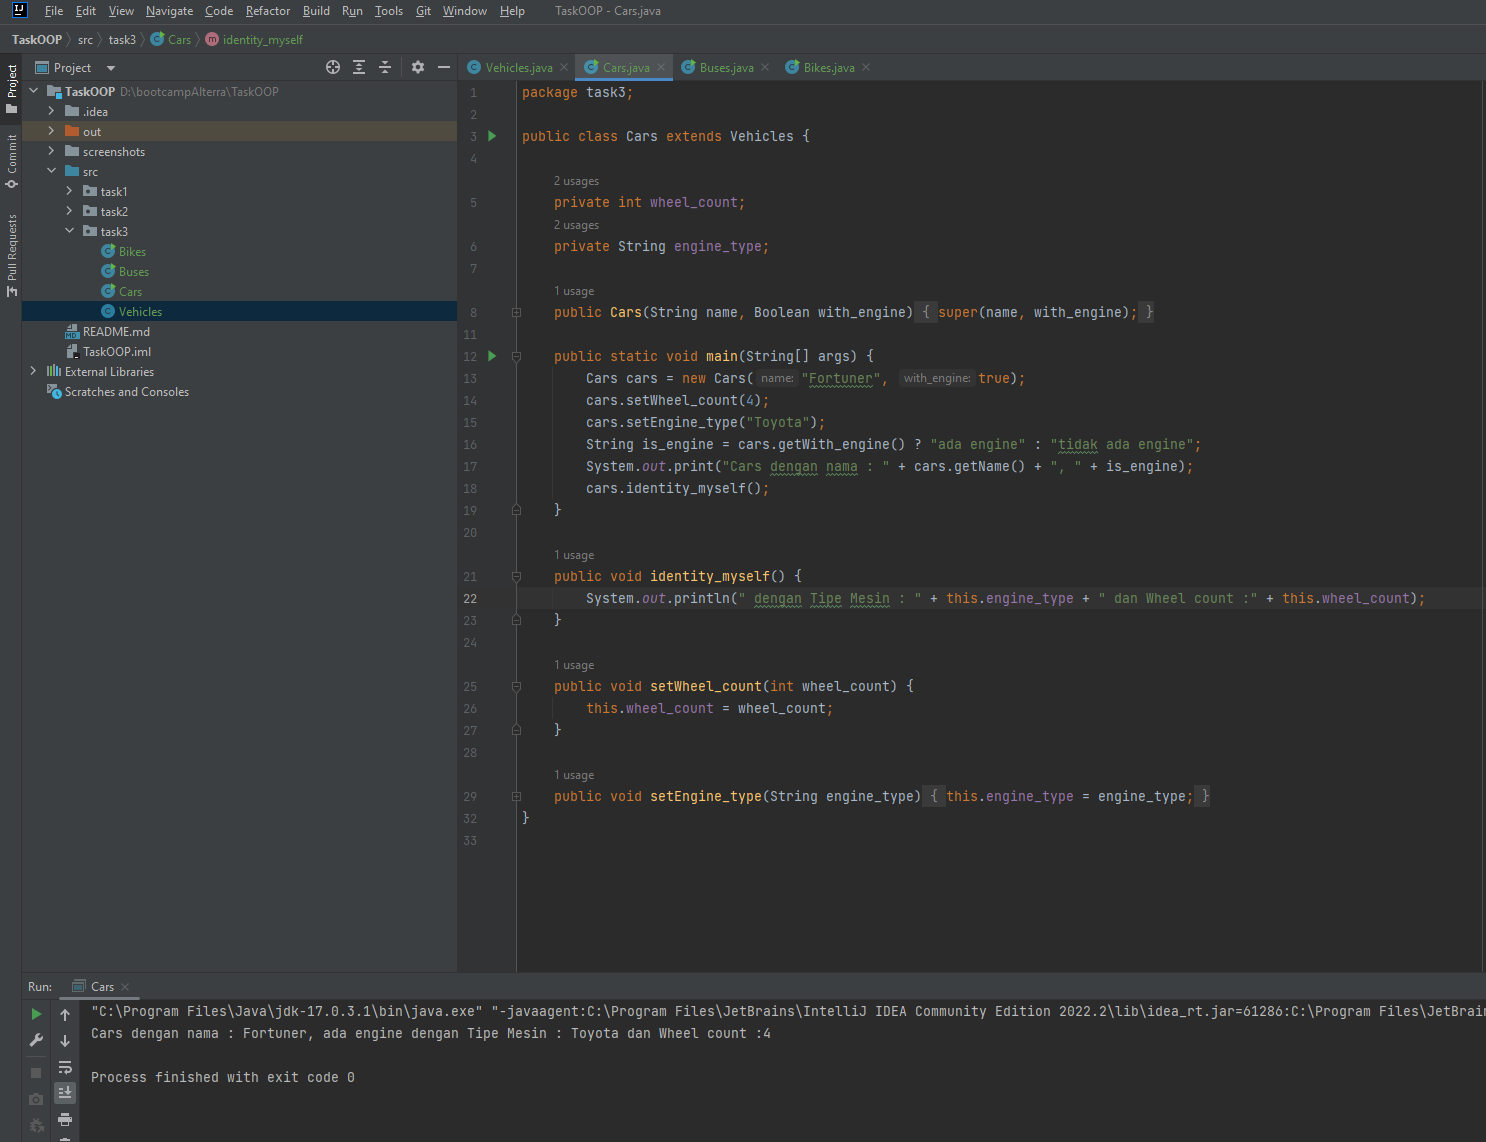 File Edit View Navigate Code Refactor Build Run Tools Git Window Help TaskOOP - Cars.java
TaskOOP src task3 Cars identity_myself
Project
Commit
Pull Requests
Project
TaskOOP D:\bootcampAlterra\TaskOOP
.idea
out
screenshots
src
task1
task2
task3
Bikes
Buses
Cars
Vehicles
README.md
TaskOOP.iml
External Libraries
Scratches and Consoles
Vehicles.java Cars.java Buses.java Bikes.java
1 package task3;
2
3 public class Cars extends Vehicles {
4
2 usages
5 private int wheel_count;
2 usages
6 private String engine_type;
7
1 usage
8 public Cars(String name, Boolean with_engine) { super(name, with_engine); }
11
12 public static void main(String[] args) {
13 Cars cars = new Cars( name: "Fortuner", with_engine: true);
14 cars.setWheel_count(4);
15 cars.setEngine_type("Toyota");
16 String is_engine = cars.getWith_engine() ? "ada engine" : "tidak ada engine";
17 System.out.print("Cars dengan nama : " + cars.getName() + ", " + is_engine);
18 cars.identity_myself();
19 }
20
1 usage
21 public void identity_myself() {
22 System.out.println(" dengan Tipe Mesin : " + this.engine_type + " dan Wheel count :" + this.wheel_count);
23 }
24
1 usage
25 public void setWheel_count(int wheel_count) {
26 this.wheel_count = wheel_count;
27 }
28
1 usage
29 public void setEngine_type(String engine_type) { this.engine_type = engine_type; }
32 }
33
Run: Cars
"C:\Program Files\Java\jdk-17.0.3.1\bin\java.exe" "-javaagent:C:\Program Files\JetBrains\IntelliJ IDEA Community Edition 2022.2\lib\idea_rt.jar=61286:C:\Program Files\JetBrain
Cars dengan nama : Fortuner, ada engine dengan Tipe Mesin : Toyota dan Wheel count :4
Process finished with exit code 0